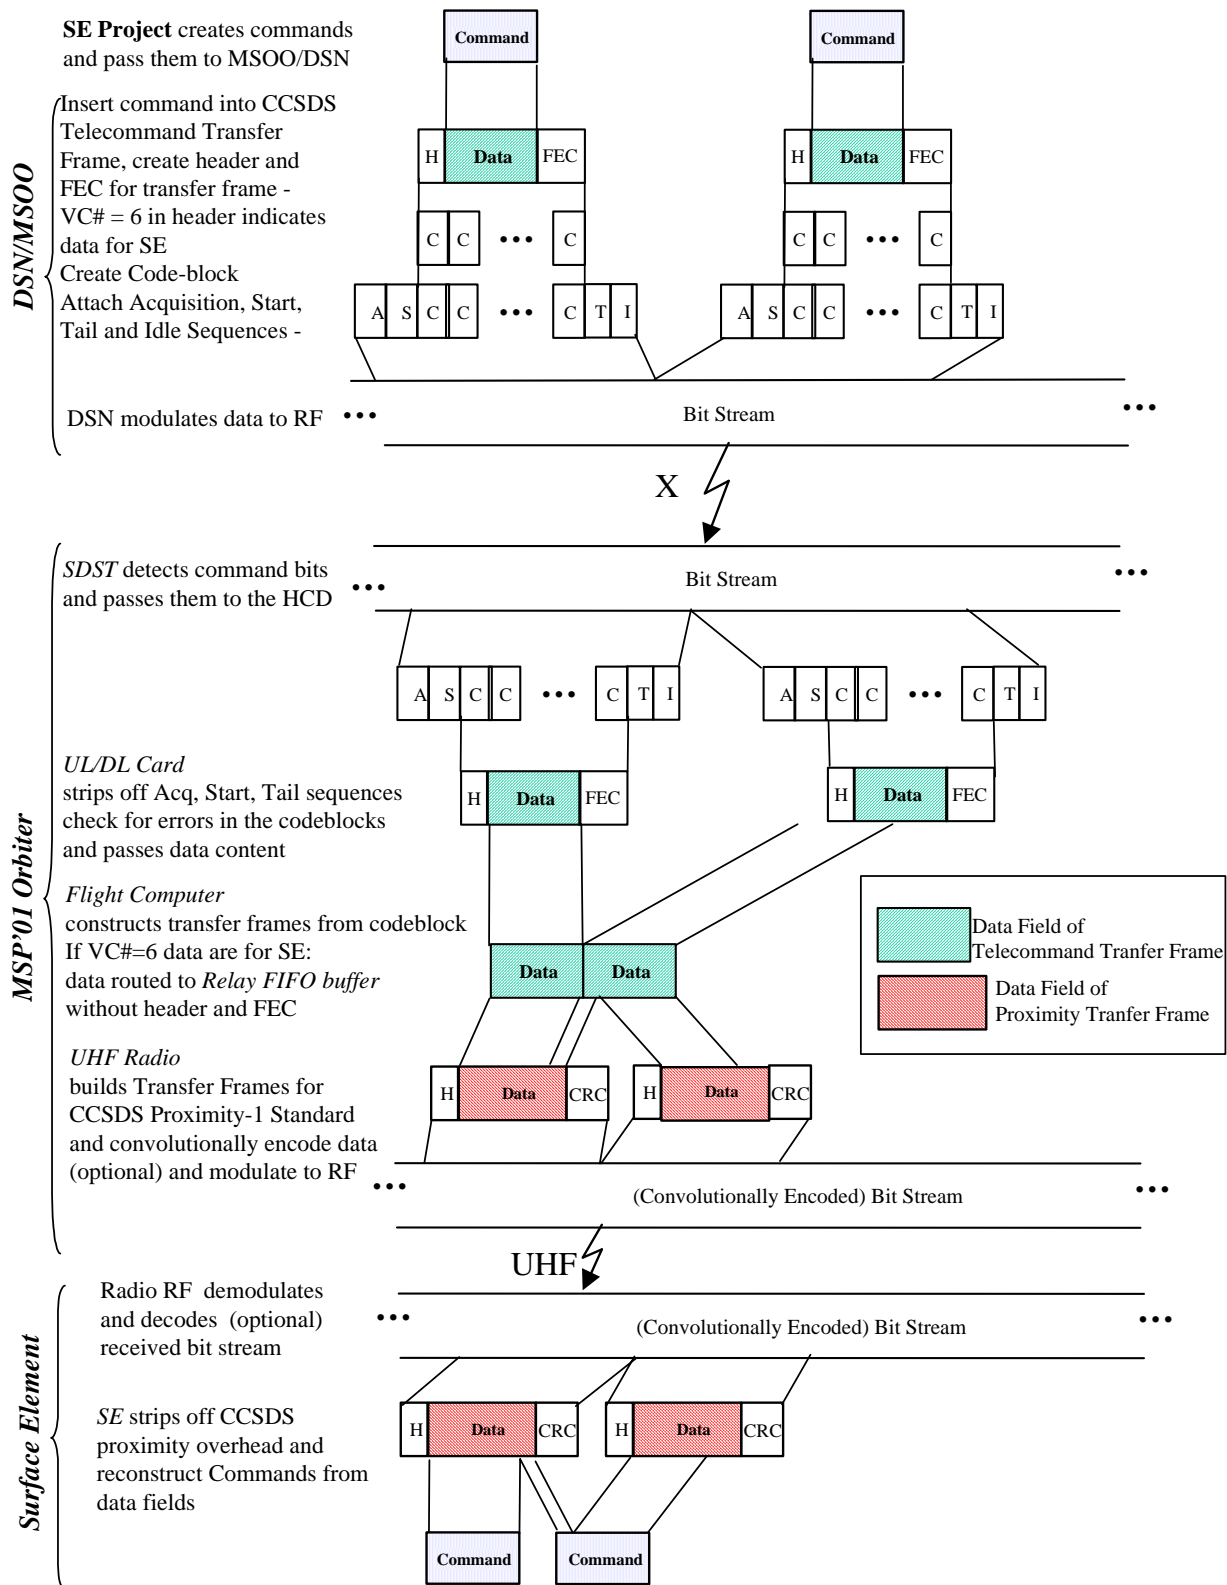 SE Project creates commands
and pass them to MSOO/DSN
Command
Command
DSN/MSOO
Insert command into CCSDS
Telecommand Transfer
Frame, create header and
FEC for transfer frame -
VC# = 6 in header indicates
data for SE
Create Code-block
Attach Acquisition, Start,
Tail and Idle Sequences -
H Data FEC
H Data FEC
C C ••• C
C C ••• C
A S C C ••• C T I
A S C C ••• C T I
DSN modulates data to RF
••• Bit Stream •••
X
MSP'01 Orbiter
SDST detects command bits
and passes them to the HCD
••• Bit Stream •••
A S C C ••• C T I
A S C C ••• C T I
UL/DL Card
strips off Acq, Start, Tail sequences
check for errors in the codeblocks
and passes data content
H Data FEC
H Data FEC
Flight Computer
constructs transfer frames from codeblock
If VC#=6 data are for SE:
data routed to Relay FIFO buffer
without header and FEC
Data Data
Data Field of
Telecommand Tranfer Frame
Data Field of
Proximity Tranfer Frame
UHF Radio
builds Transfer Frames for
CCSDS Proximity-1 Standard
and convolutionally encode data
(optional) and modulate to RF
H Data CRC
H Data CRC
••• (Convolutionally Encoded) Bit Stream •••
UHF
Surface Element
Radio RF demodulates
and decodes (optional)
received bit stream
••• (Convolutionally Encoded) Bit Stream •••
SE strips off CCSDS
proximity overhead and
reconstruct Commands from
data fields
H Data CRC
H Data CRC
Command
Command